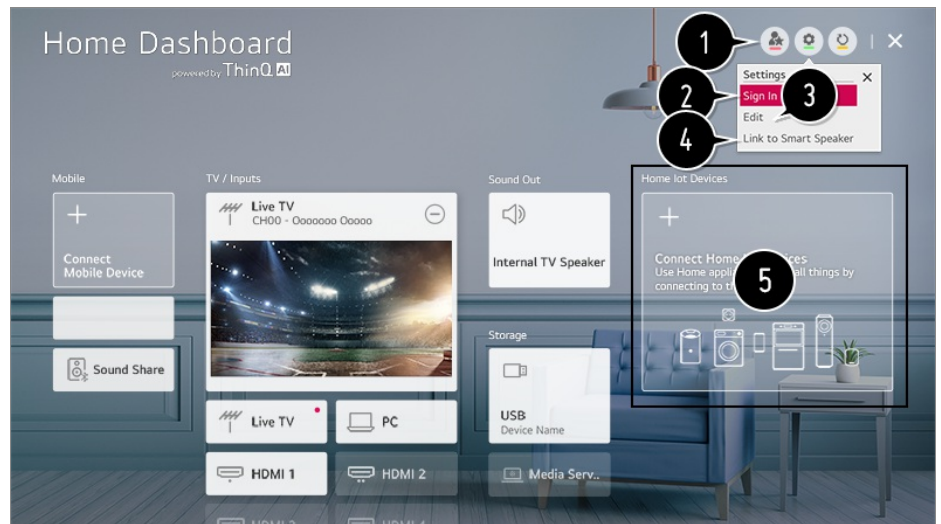 Home Dashboard
powered by ThinQ AI
1
Settings
2
Sign In
3
Edit
4
Link to Smart Speaker
Mobile
TV / Inputs
Sound Out
Home Iot Devices
Connect
Mobile Device
Live TV
CH00 - Ooooooo Ooooo
Internal TV Speaker
Connect Home
Devices
Use Home
all things by
connecting to
5
Storage
Sound Share
USB
Device Name
Live TV
PC
HDMI 1
HDMI 2
Media Serv..